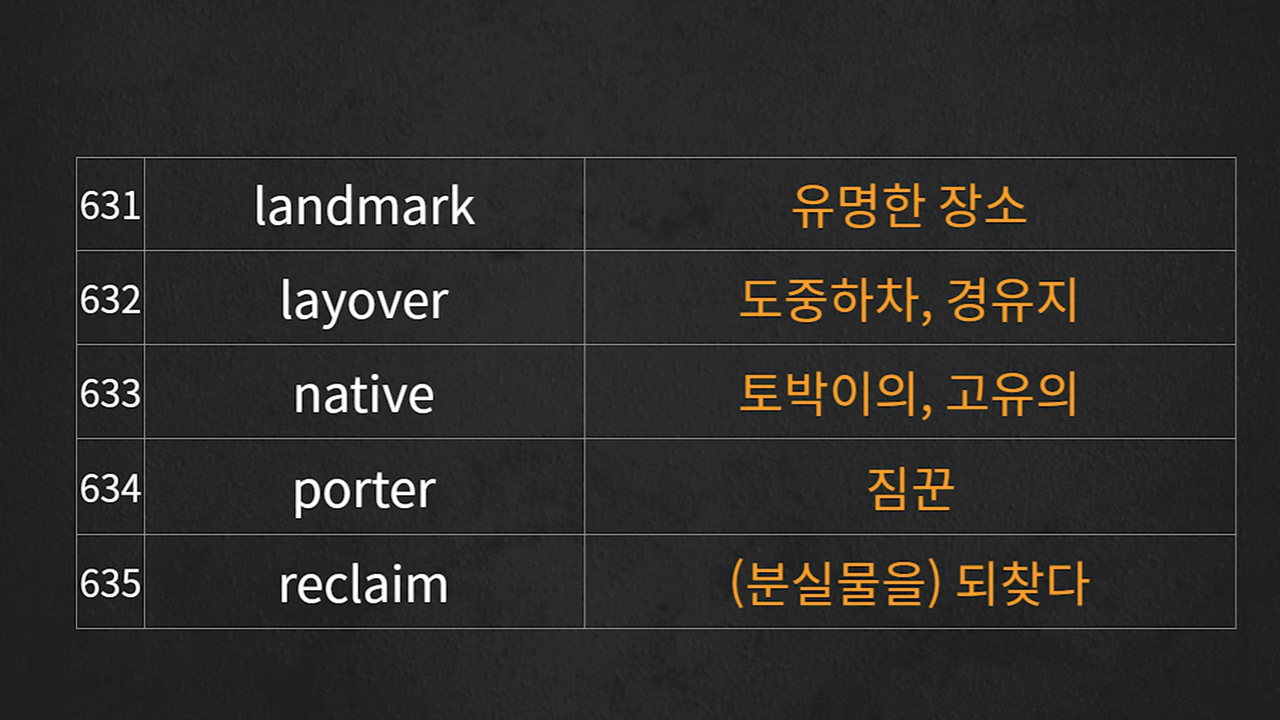 631 landmark 유명한 장소
632 layover 도중하차, 경유지
633 native 토박이의, 고유의
634 porter 짐꾼
635 reclaim (분실물을) 되찾다